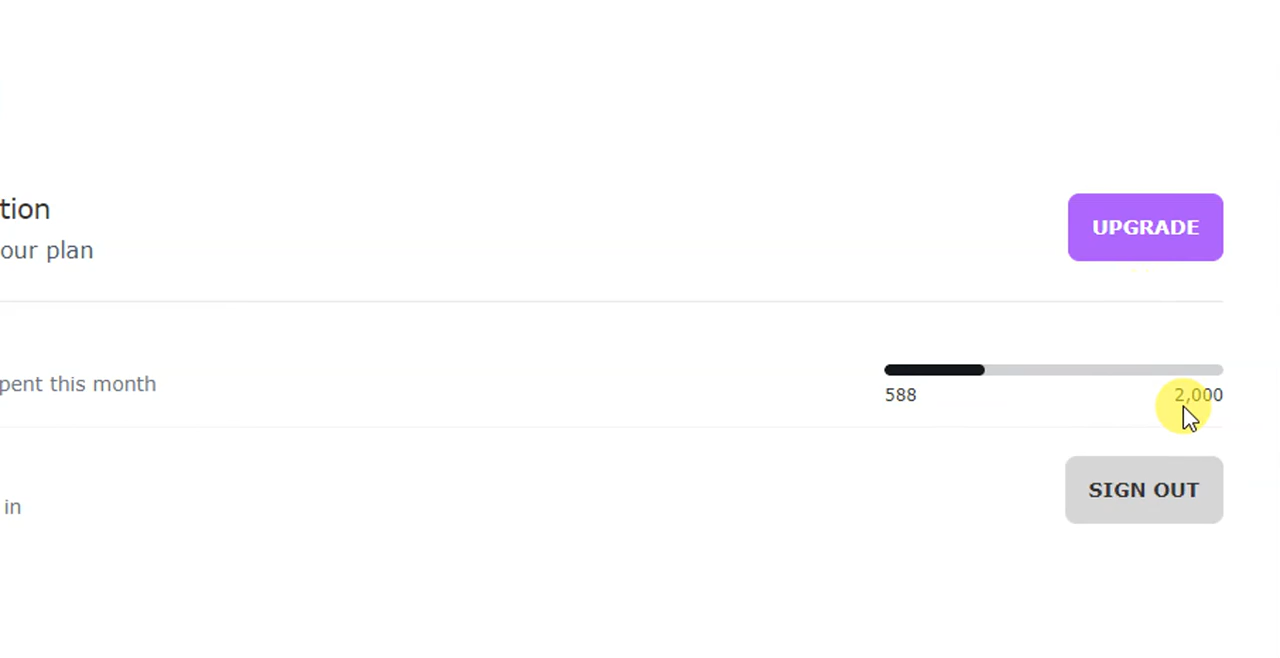 tion
UPGRADE
our plan
pent this month
588 2,000
SIGN OUT
in